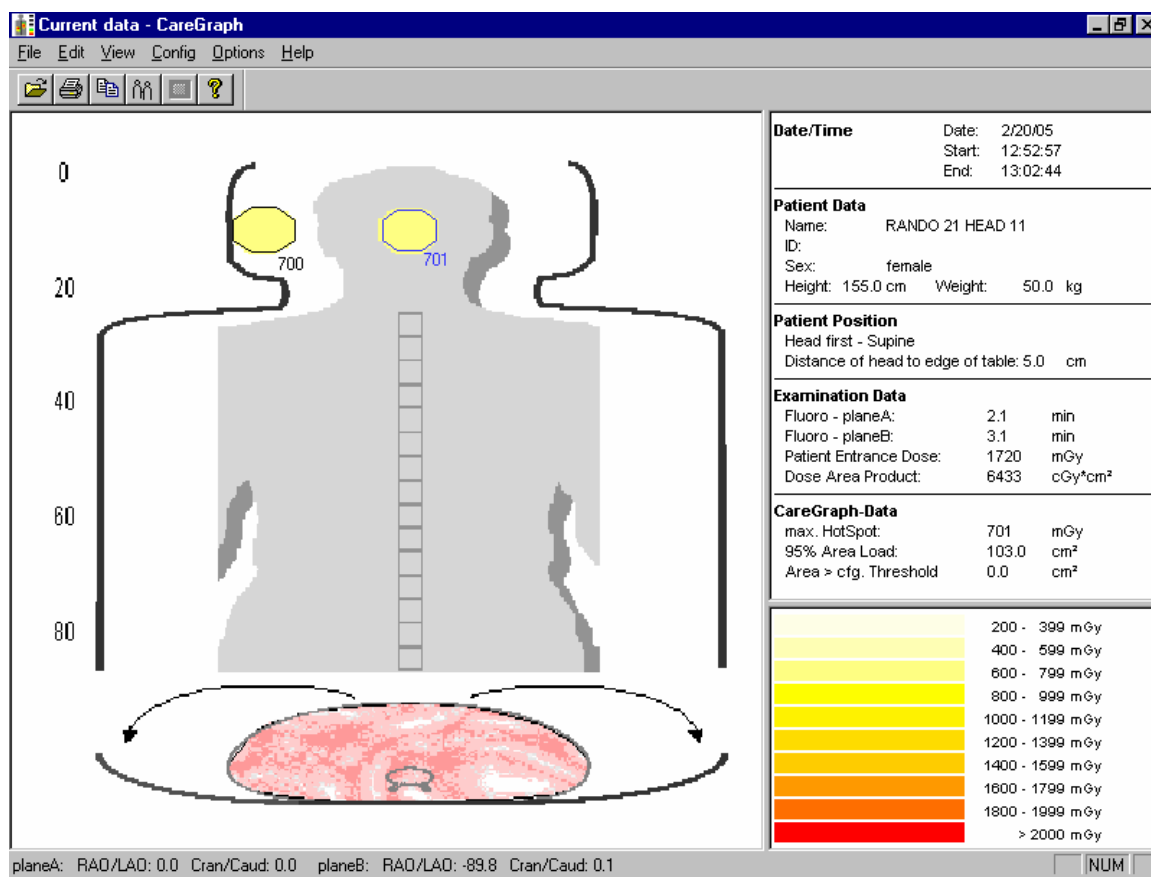 Current data - CareGraph
File Edit View Config Options Help
0
20
40
60
80
700
701
Date/Time Date: 2/20/05
Start: 12:52:57
End: 13:02:44
Patient Data
Name: RANDO 21 HEAD 11
ID:
Sex: female
Height: 155.0 cm Weight: 50.0 kg
Patient Position
Head first - Supine
Distance of head to edge of table: 5.0 cm
Examination Data
Fluoro - planeA: 2.1 min
Fluoro - planeB: 3.1 min
Patient Entrance Dose: 1720 mGy
Dose Area Product: 6433 cGy*cm²
CareGraph-Data
max. HotSpot: 701 mGy
95% Area Load: 103.0 cm²
Area > cfg. Threshold 0.0 cm²
200 - 399 mGy
400 - 599 mGy
600 - 799 mGy
800 - 999 mGy
1000 - 1199 mGy
1200 - 1399 mGy
1400 - 1599 mGy
1600 - 1799 mGy
1800 - 1999 mGy
> 2000 mGy
planeA: RAO/LAO: 0.0 Cran/Caud: 0.0 planeB: RAO/LAO: -89.8 Cran/Caud: 0.1 NUM